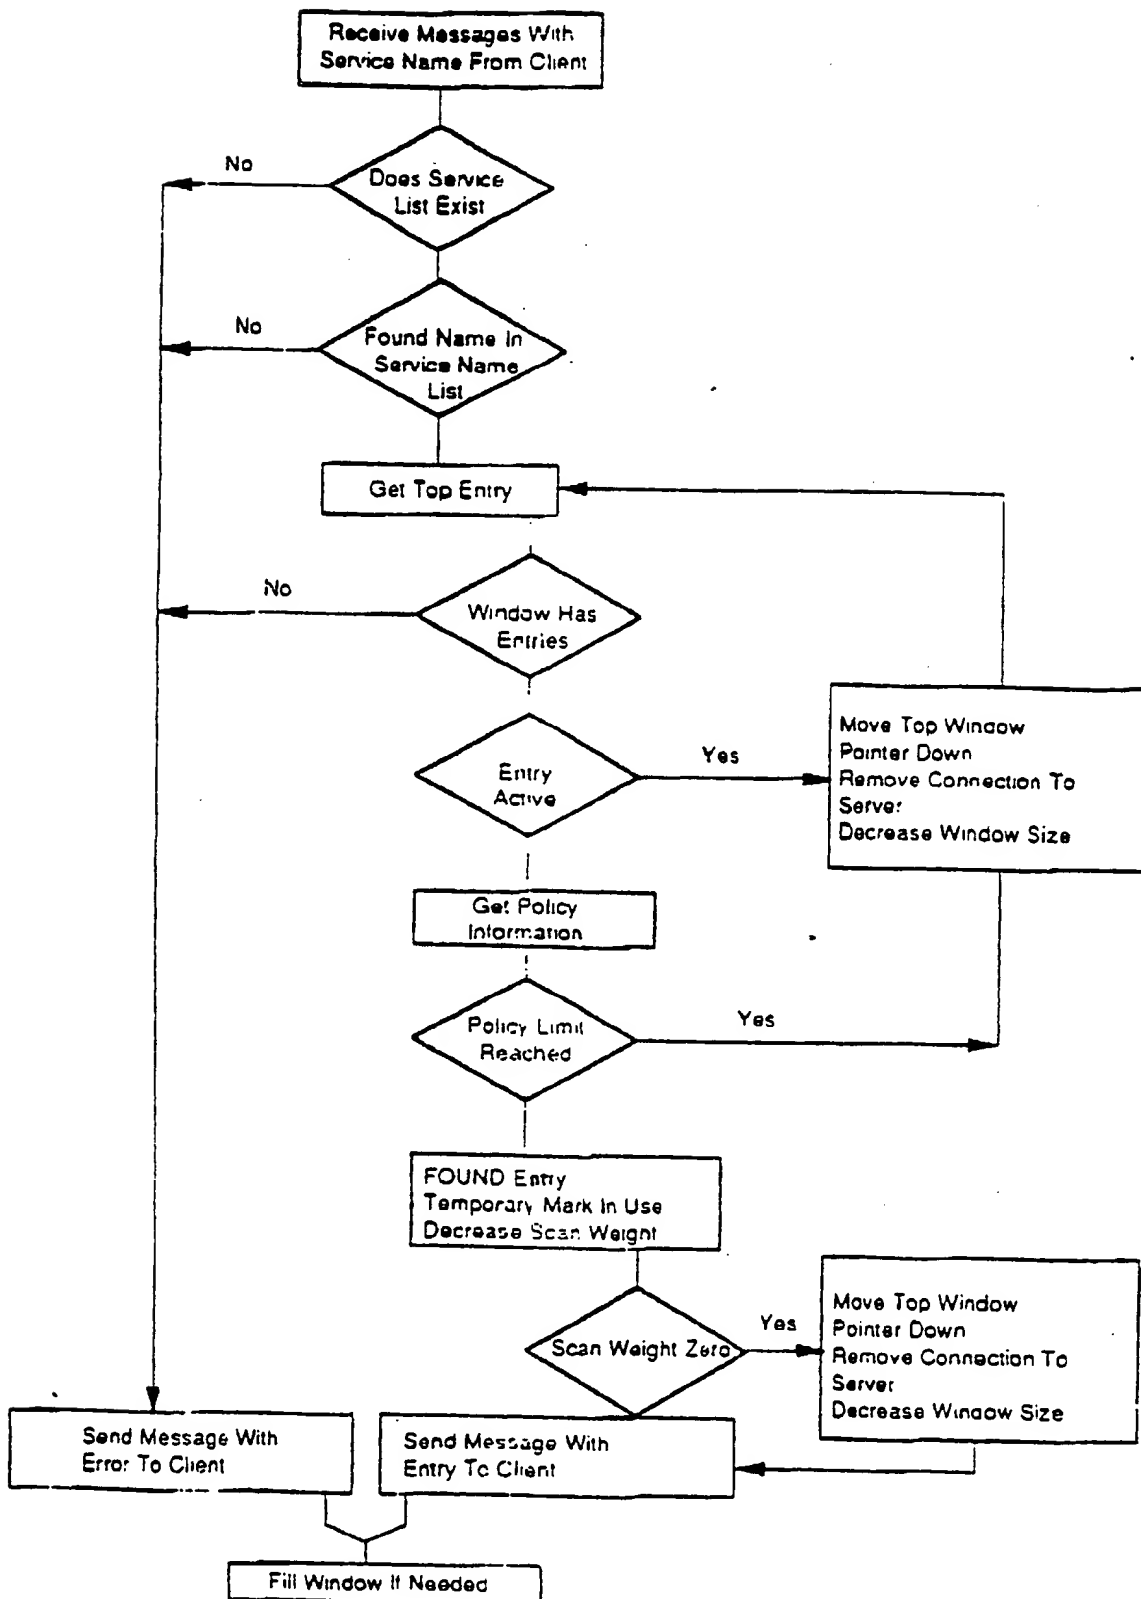 Receive Messages With
Service Name From Client
No
Does Service
List Exist
No
Found Name In
Service Name
List
Get Top Entry
No
Window Has
Entries
Entry
Active
Yes
Move Top Window
Pointer Down
Remove Connection To
Server
Decrease Window Size
Get Policy
Information
Policy Limit
Reached
Yes
FOUND Entry
Temporary Mark In Use
Decrease Scan Weight
Scan Weight Zero
Yes
Move Top Window
Pointer Down
Remove Connection To
Server
Decrease Window Size
Send Message With
Error To Client
Send Message With
Entry To Client
Fill Window If Needed